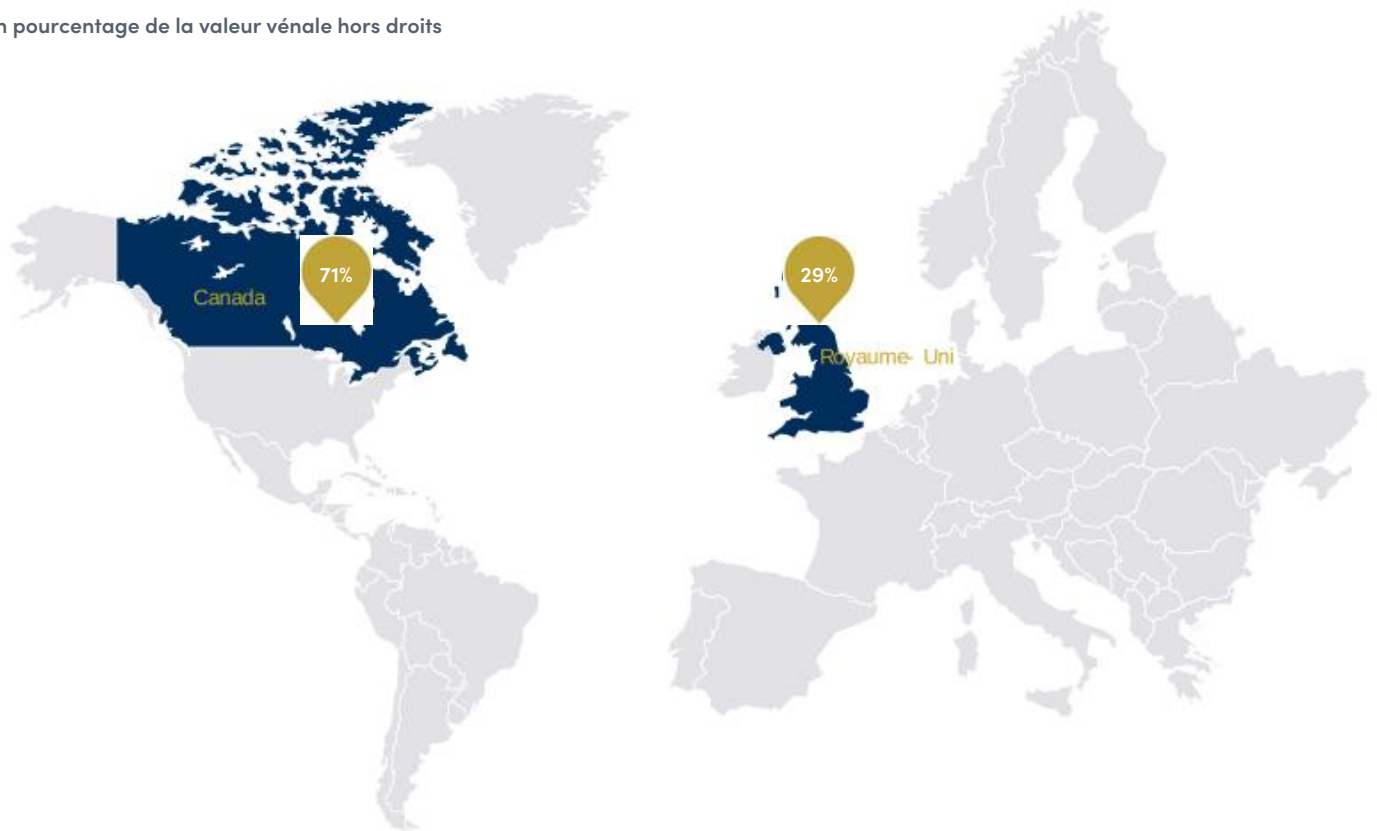 n pourcentage de la valeur vénale hors droits
71%
29%
Canada
Royaume- Uni